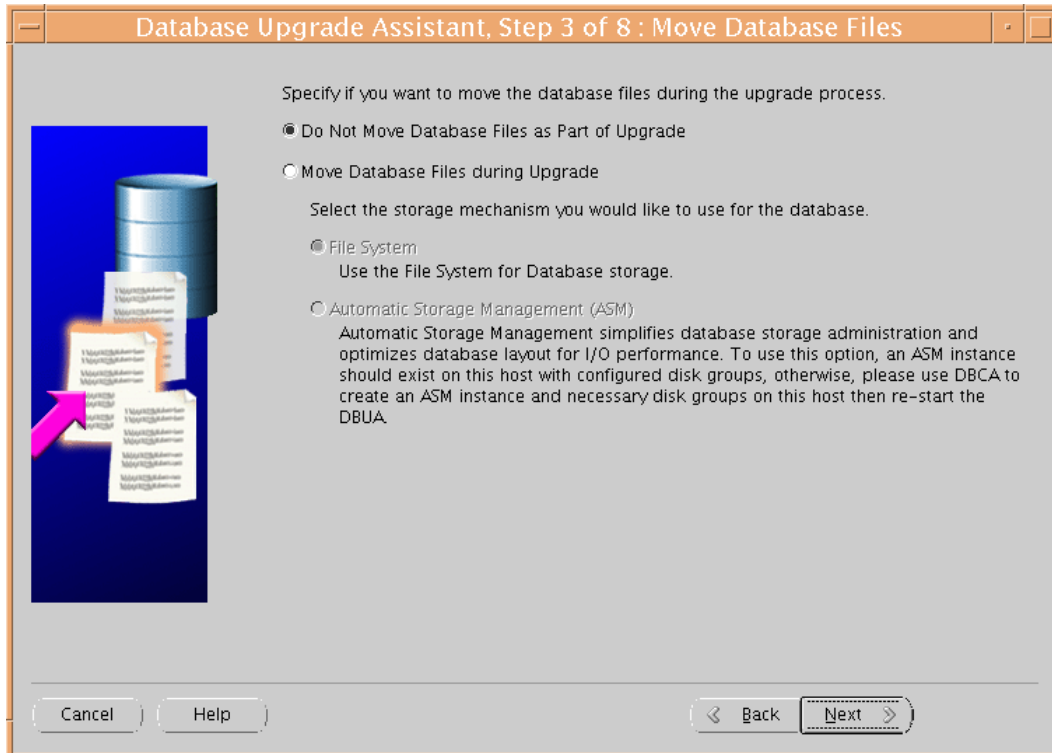 Database Upgrade Assistant, Step 3 of 8 : Move Database Files
Specify if you want to move the database files during the upgrade process.
Do Not Move Database Files as Part of Upgrade
Move Database Files during Upgrade
Select the storage mechanism you would like to use for the database.
File System
Use the File System for Database storage.
Automatic Storage Management (ASM)
Automatic Storage Management simplifies database storage administration and
optimizes database layout for I/O performance. To use this option, an ASM instance
should exist on this host with configured disk groups, otherwise, please use DBCA to
create an ASM instance and necessary disk groups on this host then re-start the
DBUA.
Cancel
Help
Back
Next